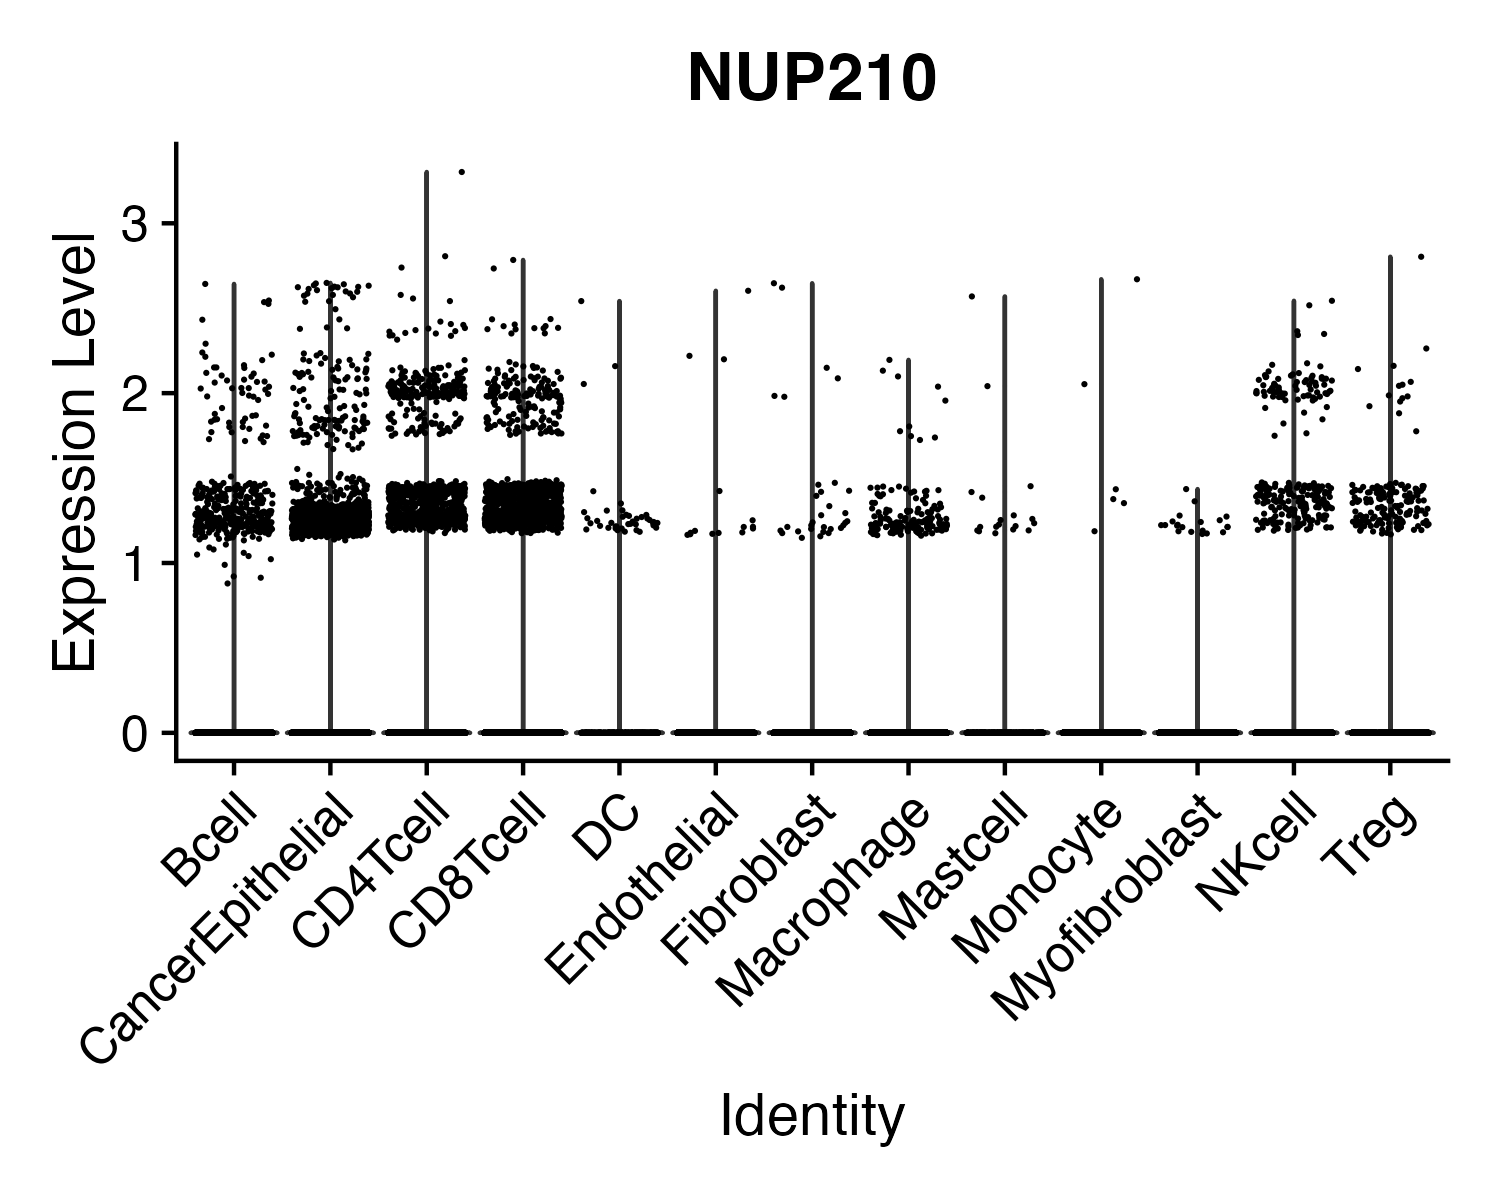 NUP210
Expression Level
3
2
1
0
Bcell
CancerEpithelial
CD4Tcell
CD8Tcell
DC
Endothelial
Fibroblast
Macrophage
Mastcell
Monocyte
Myofibroblast
NKcell
Treg
Identity